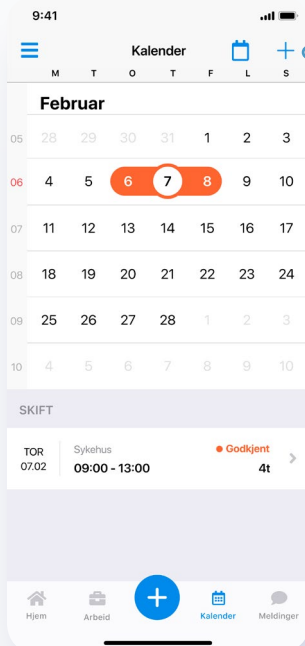 9:41
Kalender
M T O T F L S
Februar
05 28 29 30 31 1 2 3
06 4 5 6 7 8 9 10
07 11 12 13 14 15 16 17
08 18 19 20 21 22 23 24
09 25 26 27 28 1 2 3
10 4 5 6 7 8 9 10
SKIFT
TOR Sykehus Godkjent
07.02 09:00 - 13:00 4t
Hjem Arbeid Kalender Meldinger